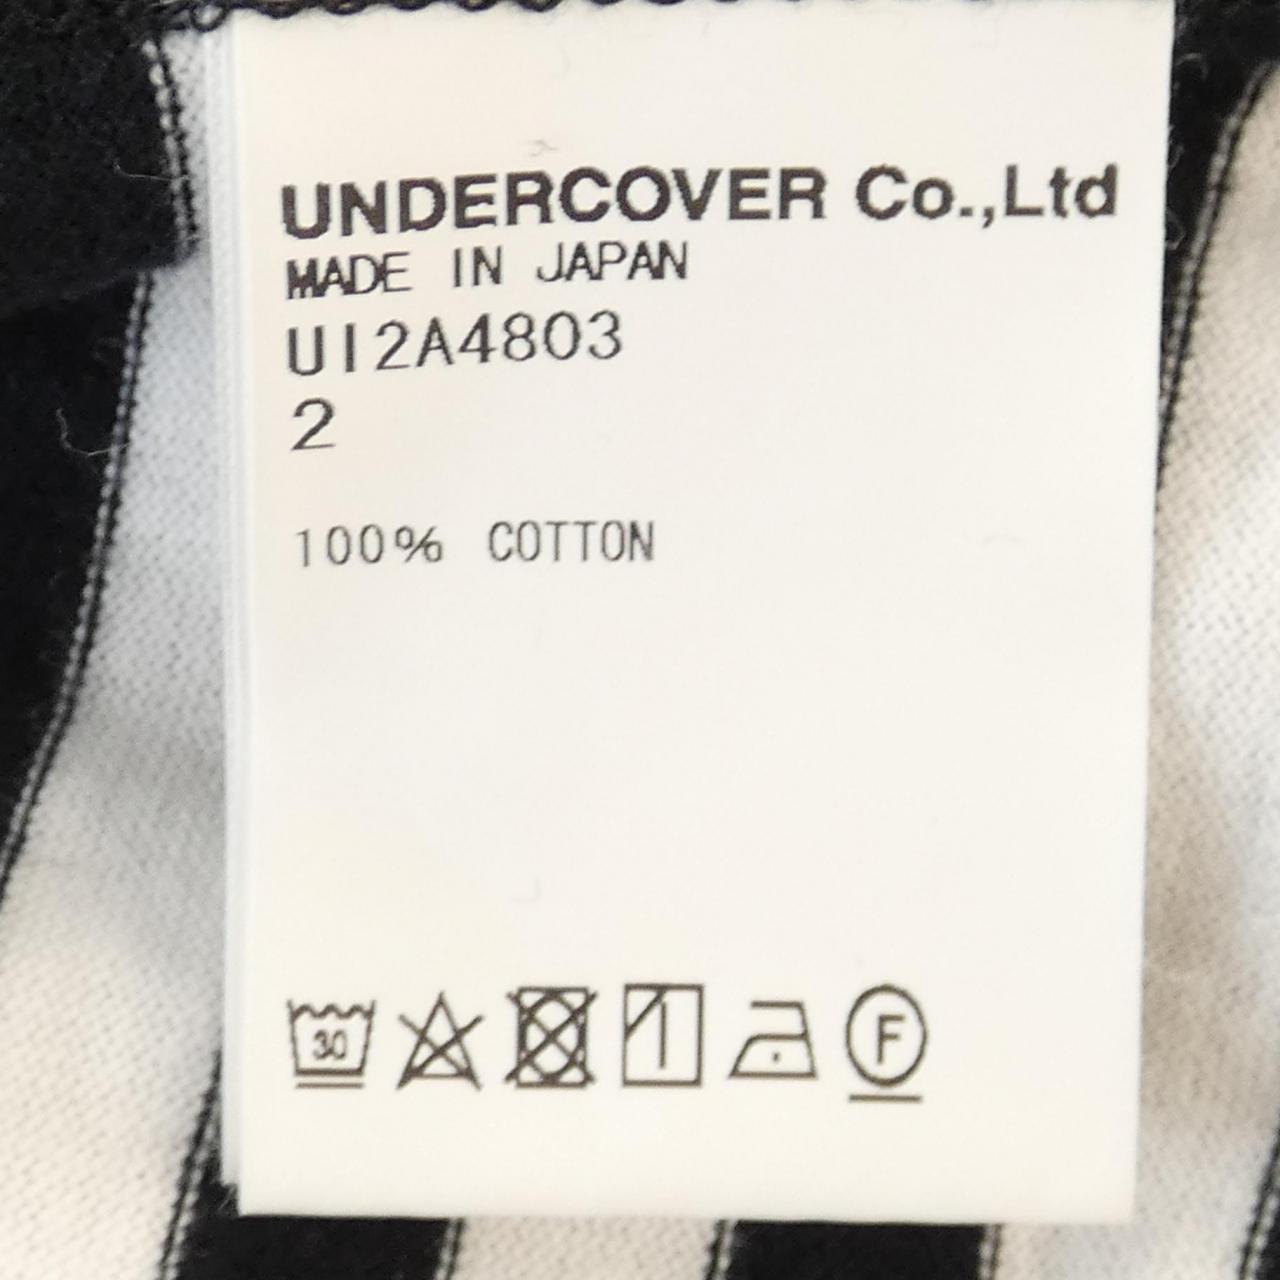 UNDERCOVER Co.,Ltd
MADE IN JAPAN
UI2A4803
2
100% COTTON
30
F